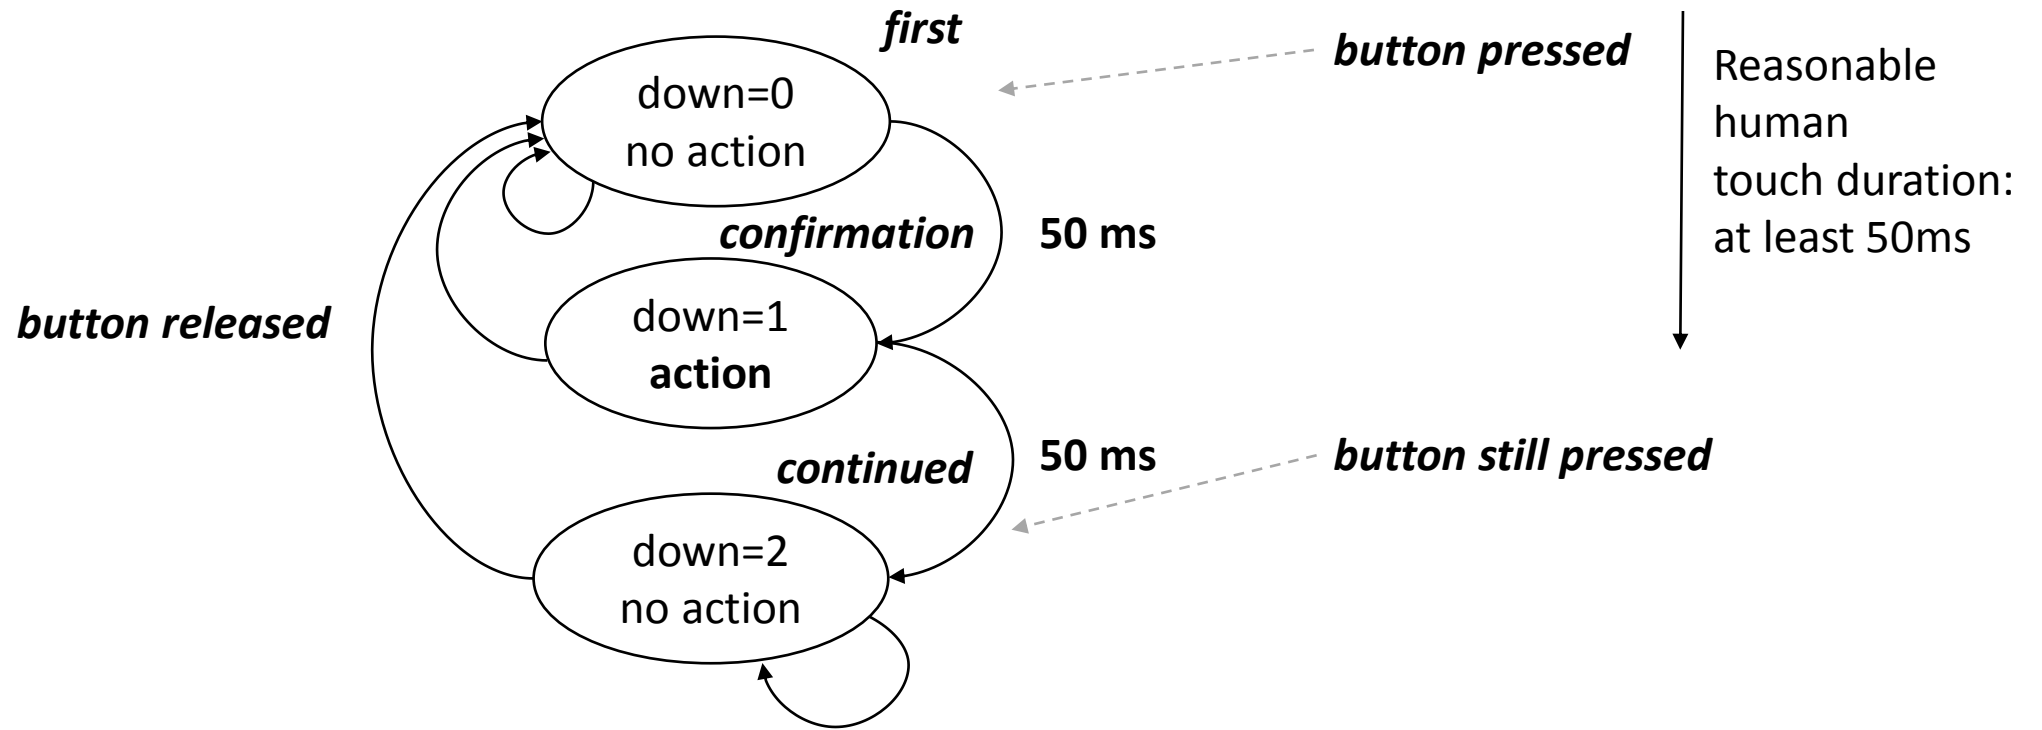 first
button pressed
down=0
no action
Reasonable
human
touch duration:
at least 50ms
confirmation
50 ms
down=1
action
button released
continued
50 ms
button still pressed
down=2
no action